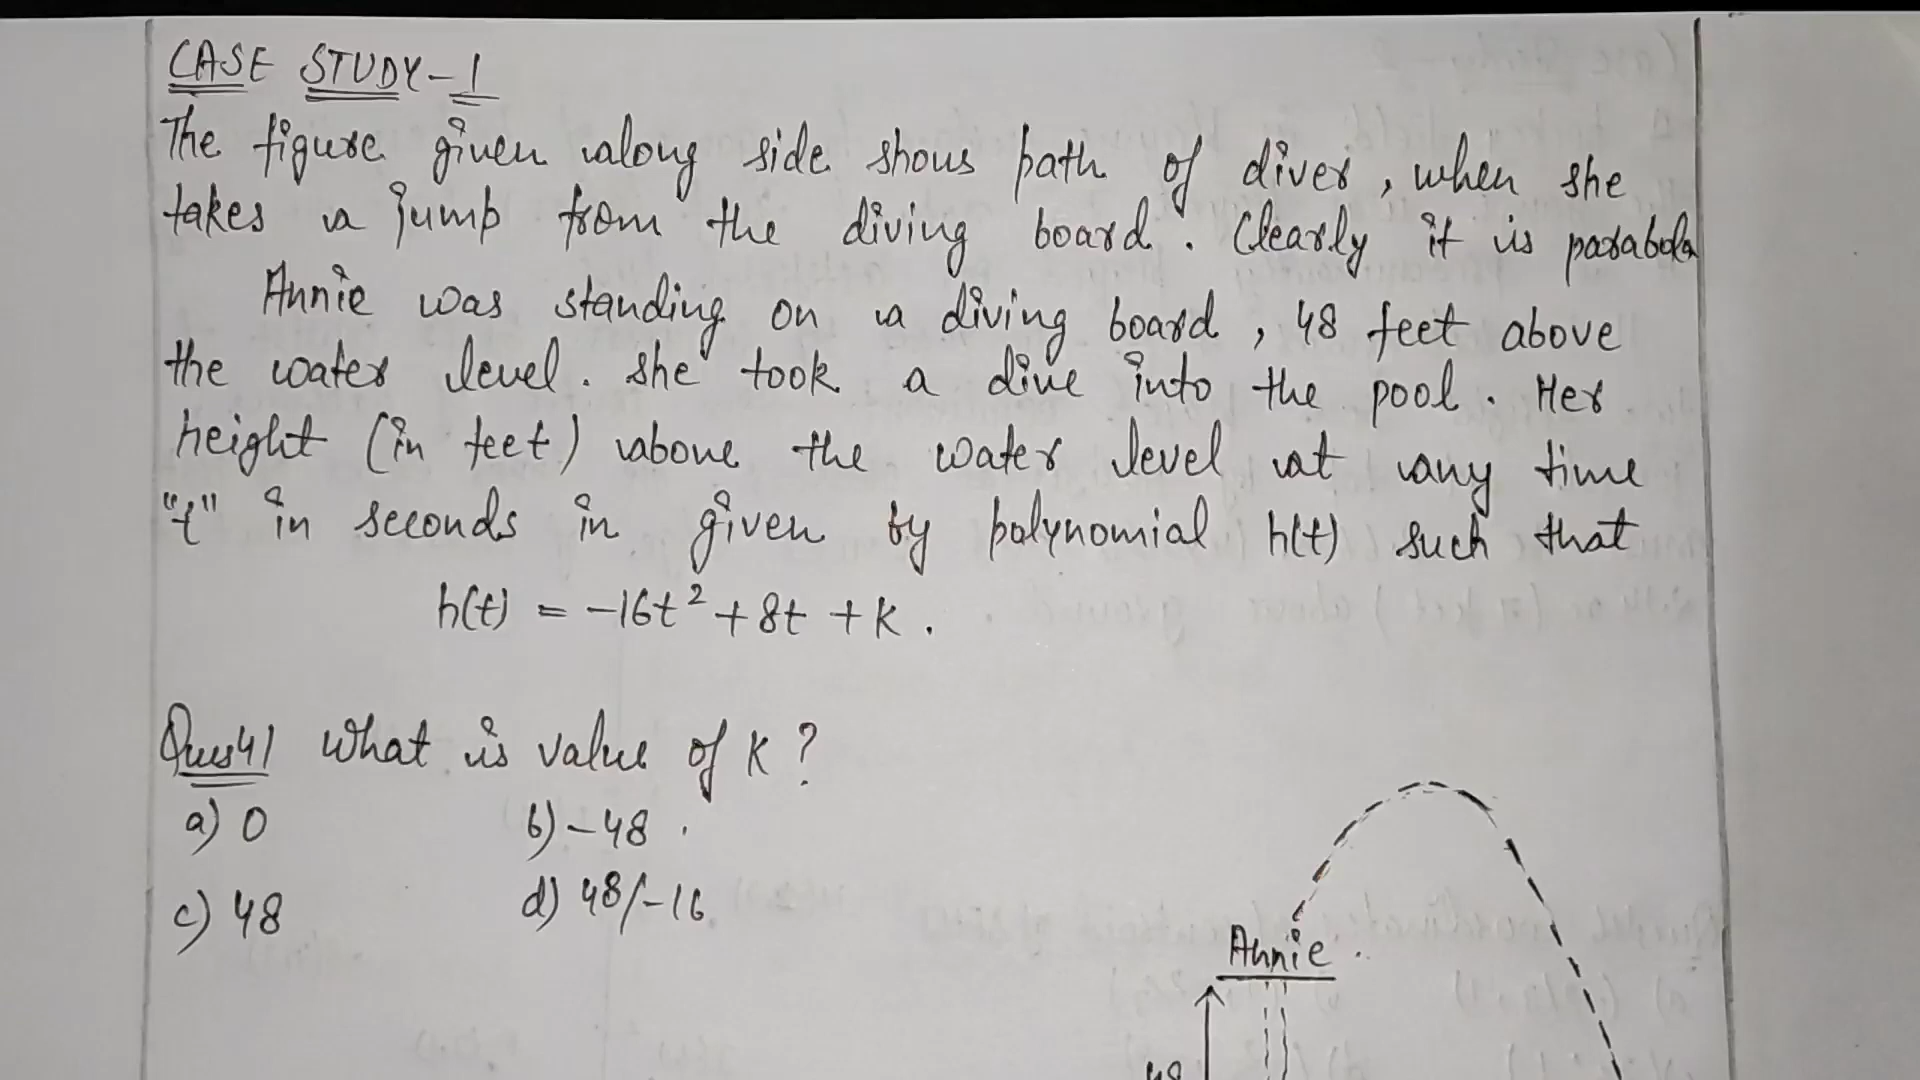 CASE STUDY-1
The figure given along side shows path of diver, when she
takes a jump from the diving board. Clearly it is parabola
Annie was standing on a diving board, 48 feet above
the water level. she took a dive into the pool. Her
height (in feet) above the water level at any time
"t" in seconds in given by polynomial h(t) such that
h(t) = -16t² + 8t + k.
Ques41 What is value of K?
a) 0 b) -48.
c) 48 d) 48/-16
Annie.
48